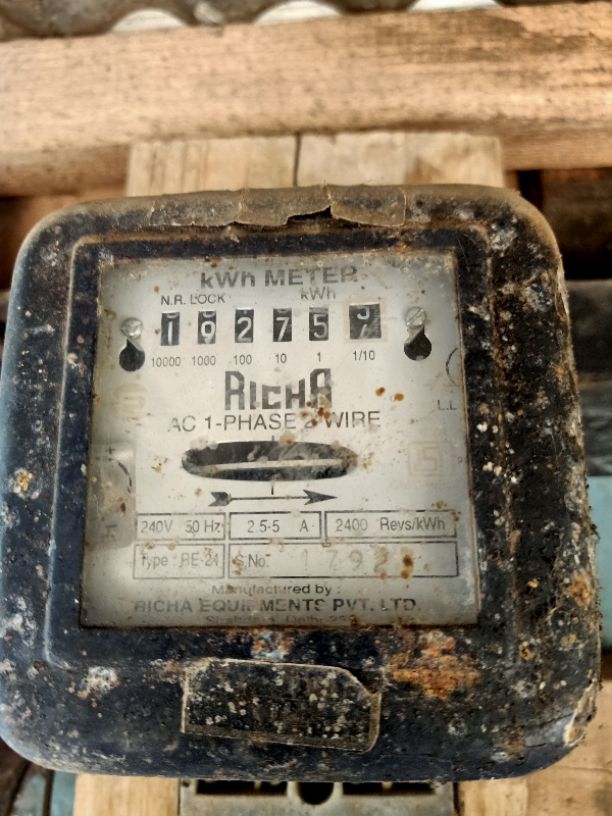 kWh METER
N.R. LOCK kWh
1 9 2 7 5
10000 1000 100 10 1 1/10
RICHA
AC 1-PHASE 2 WIRE
240V 50 Hz 2.5-5 A 2400 Revs/kWh
Type : RE-21 S.No.
Manufactured by :
RICHA EQUIPMENTS PVT. LTD.